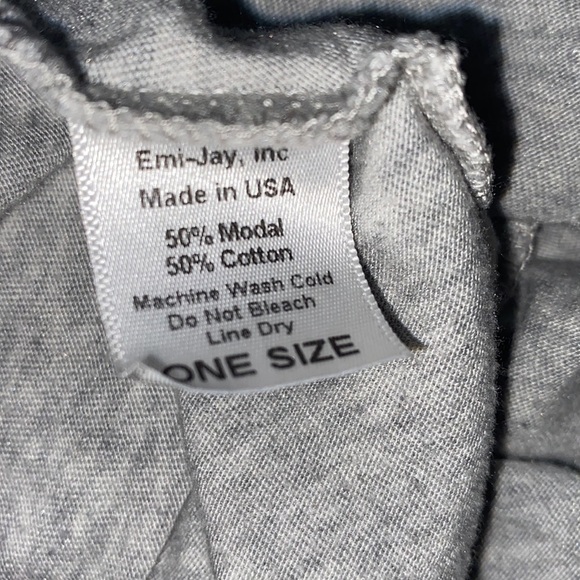 Emi-Jay, Inc
Made in USA
50% Modal
50% Cotton
Machine Wash Cold
Do Not Bleach
Line Dry
ONE SIZE